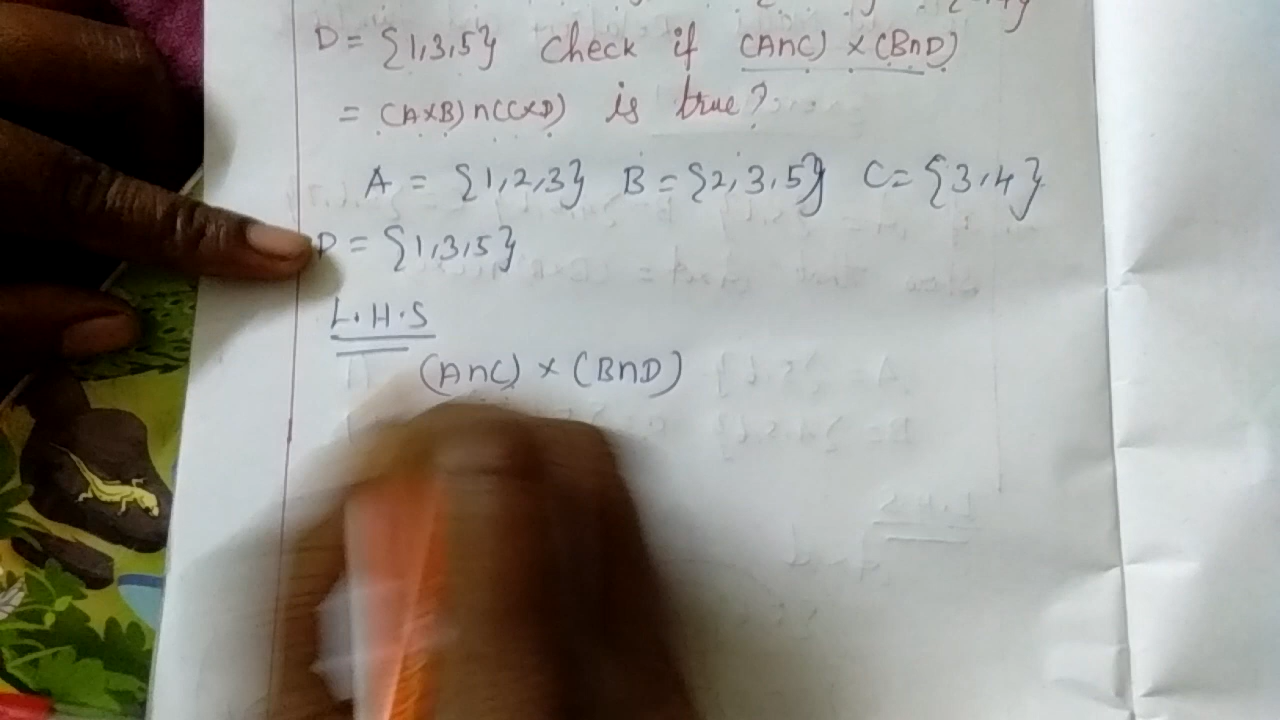 D = {1,3,5} Check if (A∩C) × (B∩D)
= (A×B)∩(C×D) is true?
A = {1,2,3} B = {2,3,5} C = {3,4}
D = {1,3,5}
L.H.S
(A∩C) × (B∩D)